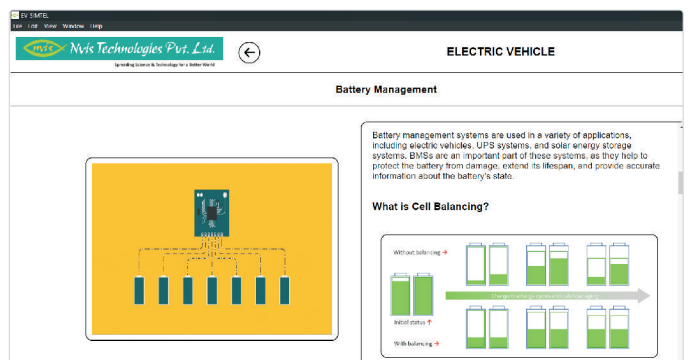 EV SIMTEL
File Edit View Window Help
nvis Nvis Technologies Pvt. Ltd.
Spreading Science & Technology for a Better World
ELECTRIC VEHICLE
Battery Management
Battery management systems are used in a variety of applications,
including electric vehicles, UPS systems, and solar energy storage
systems. BMSs are an important part of these systems, as they help to
protect the battery from damage, extend its lifespan, and provide accurate
information about the battery's state.
What is Cell Balancing?
Without balancing →
Initial status ↑
With balancing →